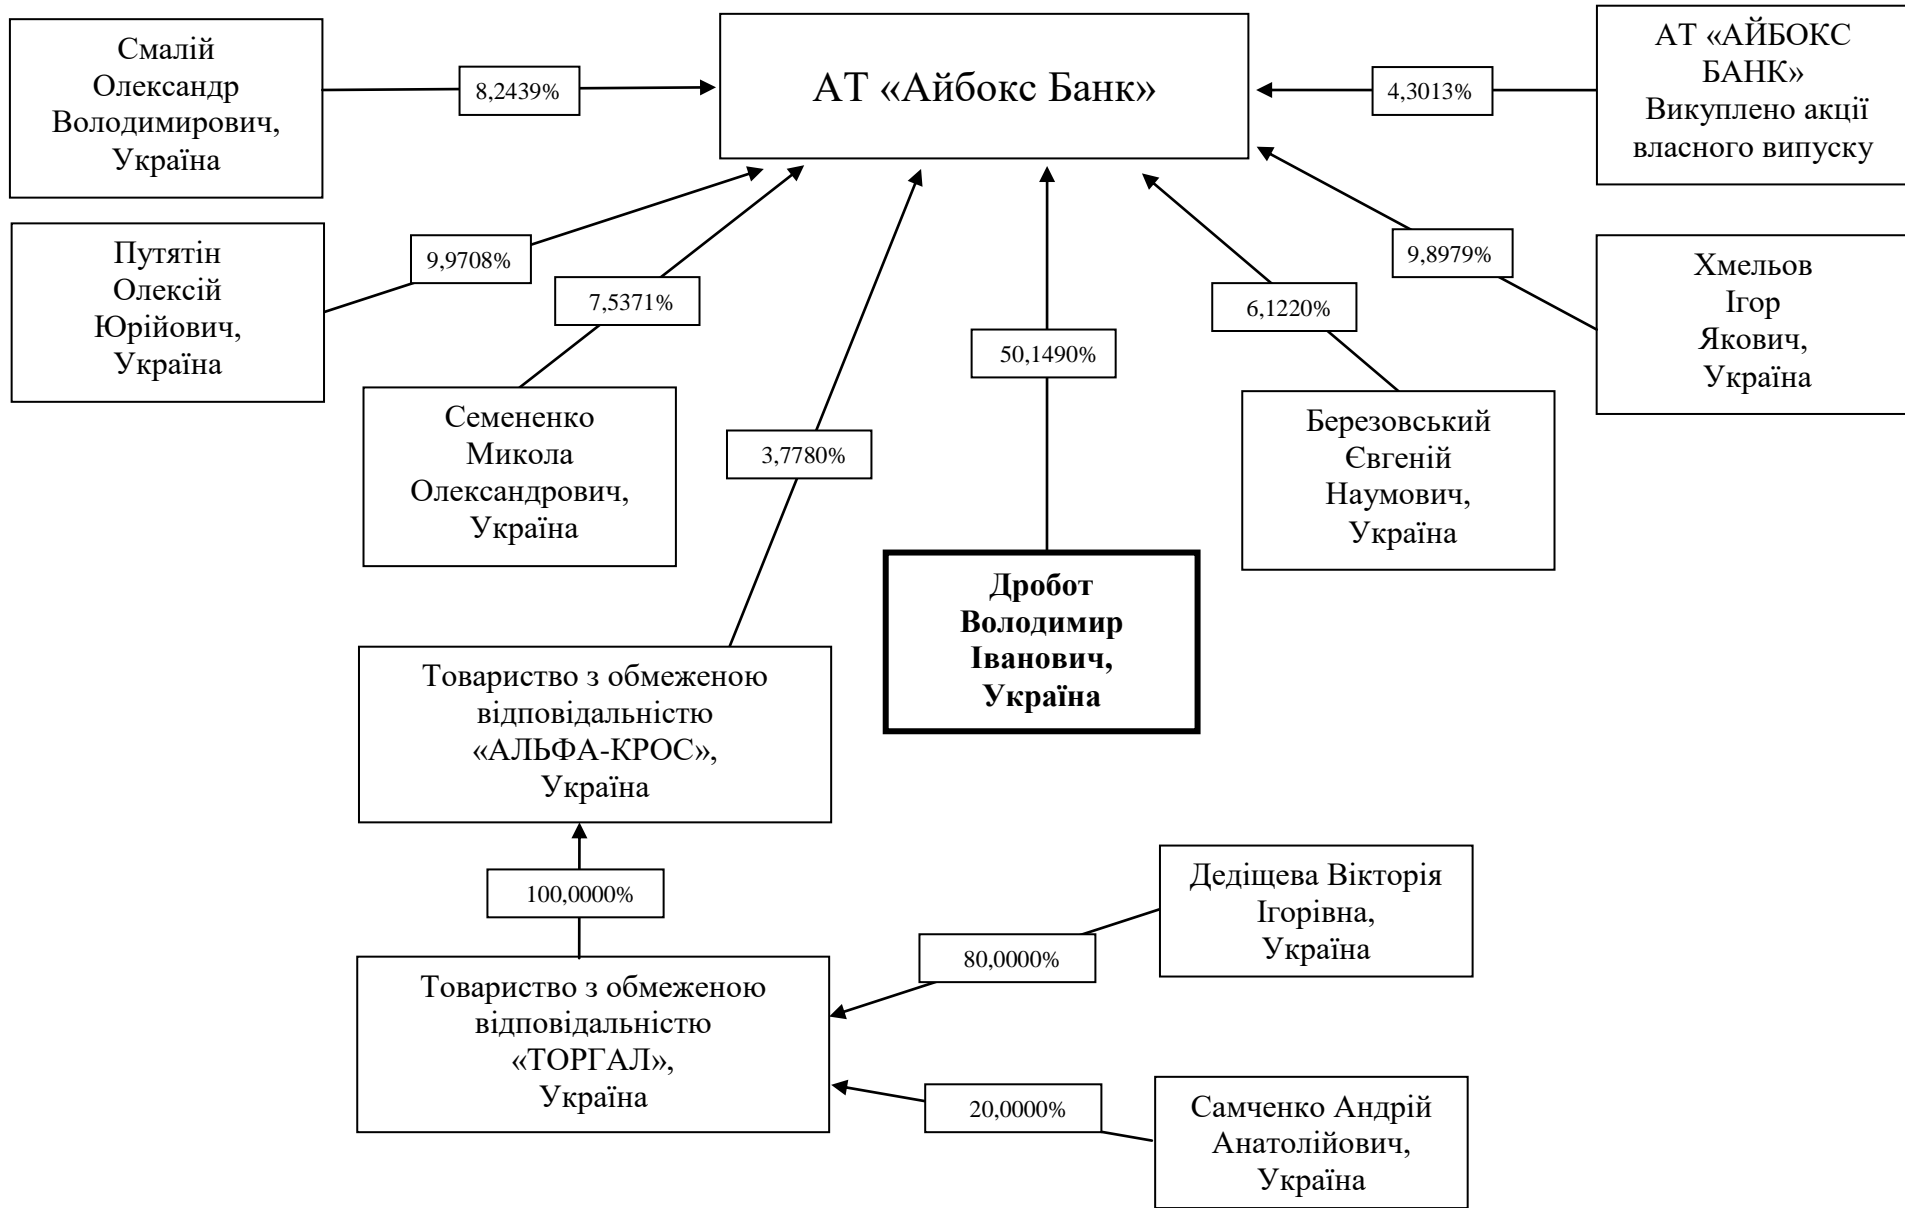 Смалій
Олександр
Володимирович,
Україна
8,2439%
АТ «Айбокс Банк»
4,3013%
АТ «АЙБОКС
БАНК»
Викуплено акції
власного випуску
Путятін
Олексій
Юрійович,
Україна
9,9708%
7,5371%
Семененко
Микола
Олександрович,
Україна
3,7780%
50,1490%
6,1220%
9,8979%
Хмельов
Ігор
Якович,
Україна
Березовський
Євгеній
Наумович,
Україна
Дробот
Володимир
Іванович,
Україна
Товариство з обмеженою
відповідальністю
«АЛЬФА-КРОС»,
Україна
100,0000%
Товариство з обмеженою
відповідальністю
«ТОРГАЛ»,
Україна
80,0000%
Дедіщева Вікторія
Ігорівна,
Україна
20,0000%
Самченко Андрій
Анатолійович,
Україна